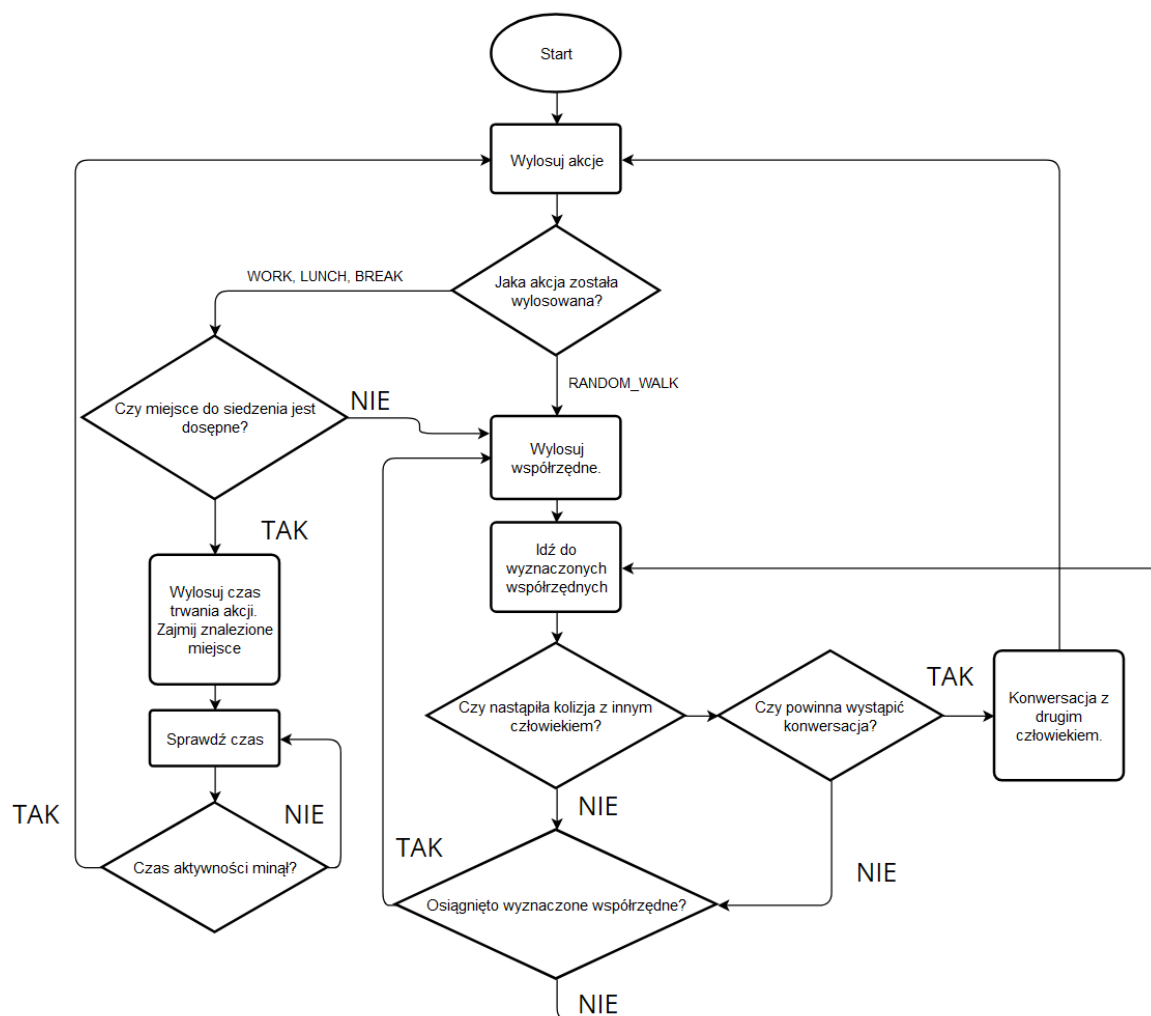 Start
Wylosuj akcje
Jaka akcja została
wylosowana?
WORK, LUNCH, BREAK
RANDOM_WALK
Czy miejsce do siedzenia jest
dosępne?
NIE
Wylosuj
współrzędne.
TAK
Idź do
wyznaczonych
współrzędnych
Wylosuj czas
trwania akcji.
Zajmij znalezione
miejsce
Czy nastąpiła kolizja z innym
człowiekiem?
Czy powinna wystąpić
konwersacja?
TAK
Konwersacja z
drugim
człowiekiem.
Sprawdź czas
TAK
NIE
NIE
TAK
Czas aktywności minął?
NIE
Osiągnięto wyznaczone współrzędne?
NIE